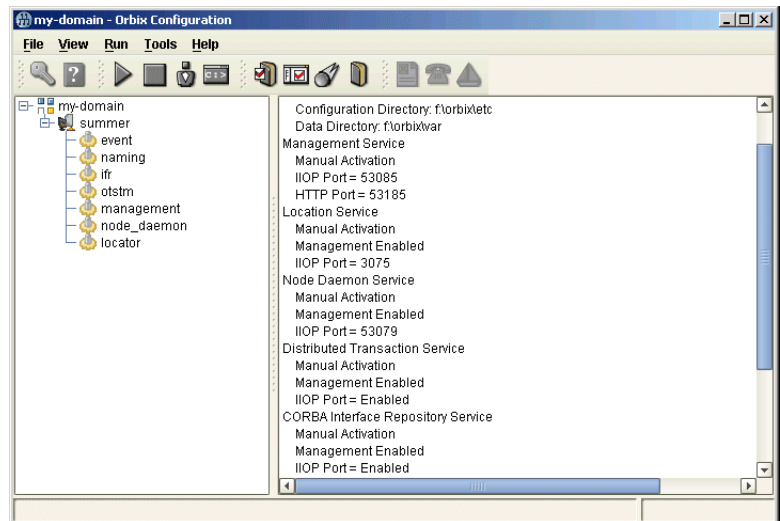 my-domain - Orbix Configuration
File View Run Tools Help
my-domain
summer
event
naming
ifr
otstm
management
node_daemon
locator
Configuration Directory: f:\orbix\etc
Data Directory: f:\orbix\var
Management Service
Manual Activation
IIOP Port = 53085
HTTP Port = 53185
Location Service
Manual Activation
Management Enabled
IIOP Port = 3075
Node Daemon Service
Manual Activation
Management Enabled
IIOP Port = 53079
Distributed Transaction Service
Manual Activation
Management Enabled
IIOP Port = Enabled
CORBA Interface Repository Service
Manual Activation
Management Enabled
IIOP Port = Enabled